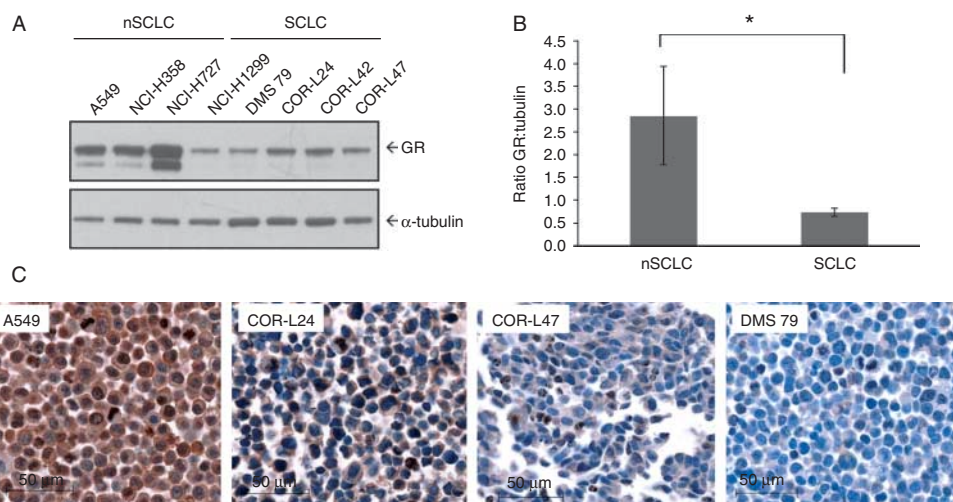 A
nSCLC SCLC
A549 NCI-H358 NCI-H727 NCI-H1299 DMS 79 COR-L24 COR-L42 COR-L47
←GR
←α-tubulin
B
*
4.5
4.0
3.5
3.0
2.5
2.0
1.5
1.0
0.5
0.0
Ratio GR:tubulin
nSCLC SCLC
C
A549 COR-L24 COR-L47 DMS 79
50 μm 50 μm 50 μm 50 μm